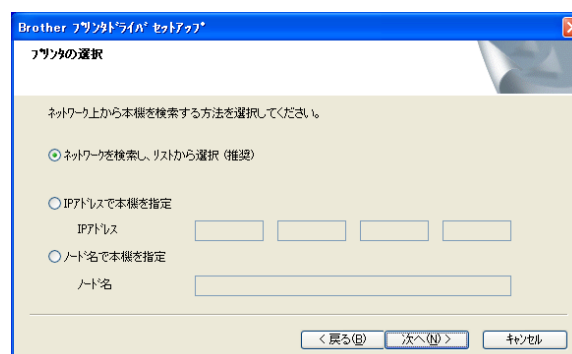 Brother プリンタドライバ セットアップ
プリンタの選択
ネットワーク上から本機を検索する方法を選択してください。
ネットワークを検索し、リストから選択 (推奨)
IPアドレスで本機を指定
IPアドレス
ノード名で本機を指定
ノード名
< 戻る(B) 次へ(N) > キャンセル